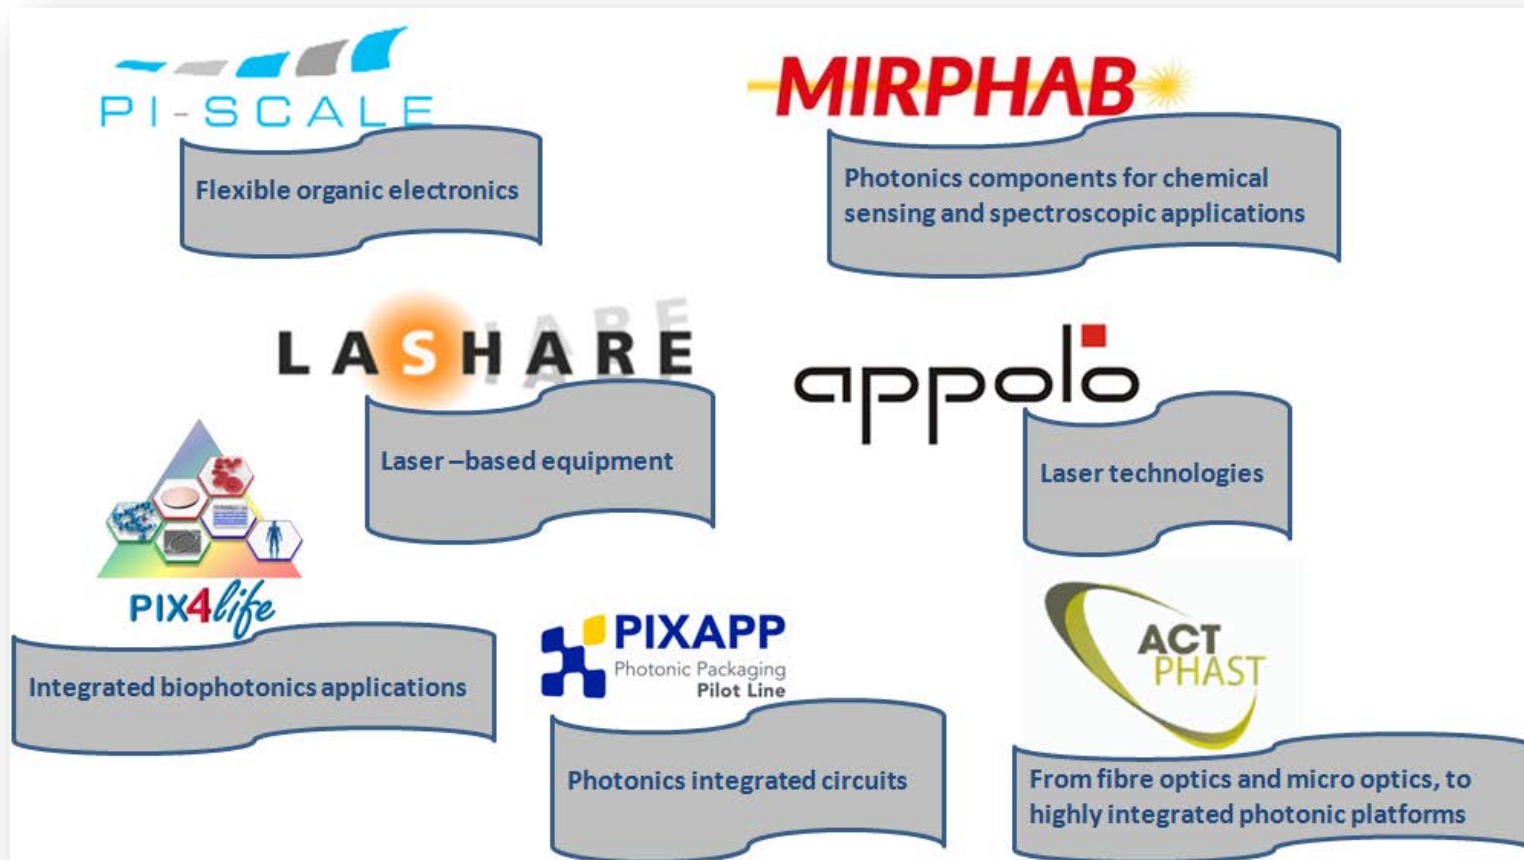 PI-SCALE
Flexible organic electronics
MIRPHAB
Photonics components for chemical
sensing and spectroscopic applications
LASHARE
Laser –based equipment
appolo
Laser technologies
PIX4life
Integrated biophotonics applications
PIXAPP
Photonic Packaging
Pilot Line
Photonics integrated circuits
ACT
PHAST
From fibre optics and micro optics, to
highly integrated photonic platforms